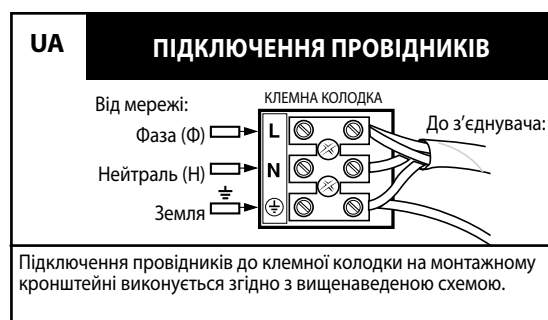 UA
ПІДКЛЮЧЕННЯ ПРОВІДНИКІВ
Від мережі:
КЛЕМНА КОЛОДКА
Фаза (Ф)
L
До з’єднувача:
Нейтраль (Н)
N
Земля
Підключення провідників до клемної колодки на монтажному
кронштейні виконується згідно з вищенаведеною схемою.